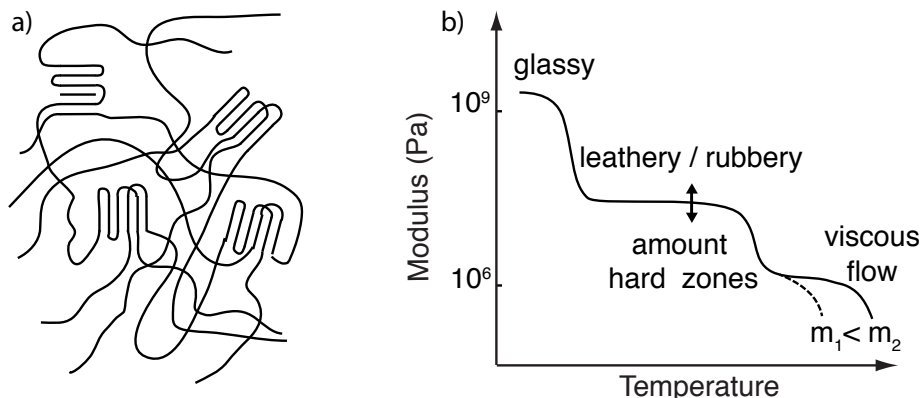 a)
b)
glassy
10⁹
leathery / rubbery
Modulus (Pa)
amount
hard zones
viscous
flow
10⁶
m₁< m₂
Temperature